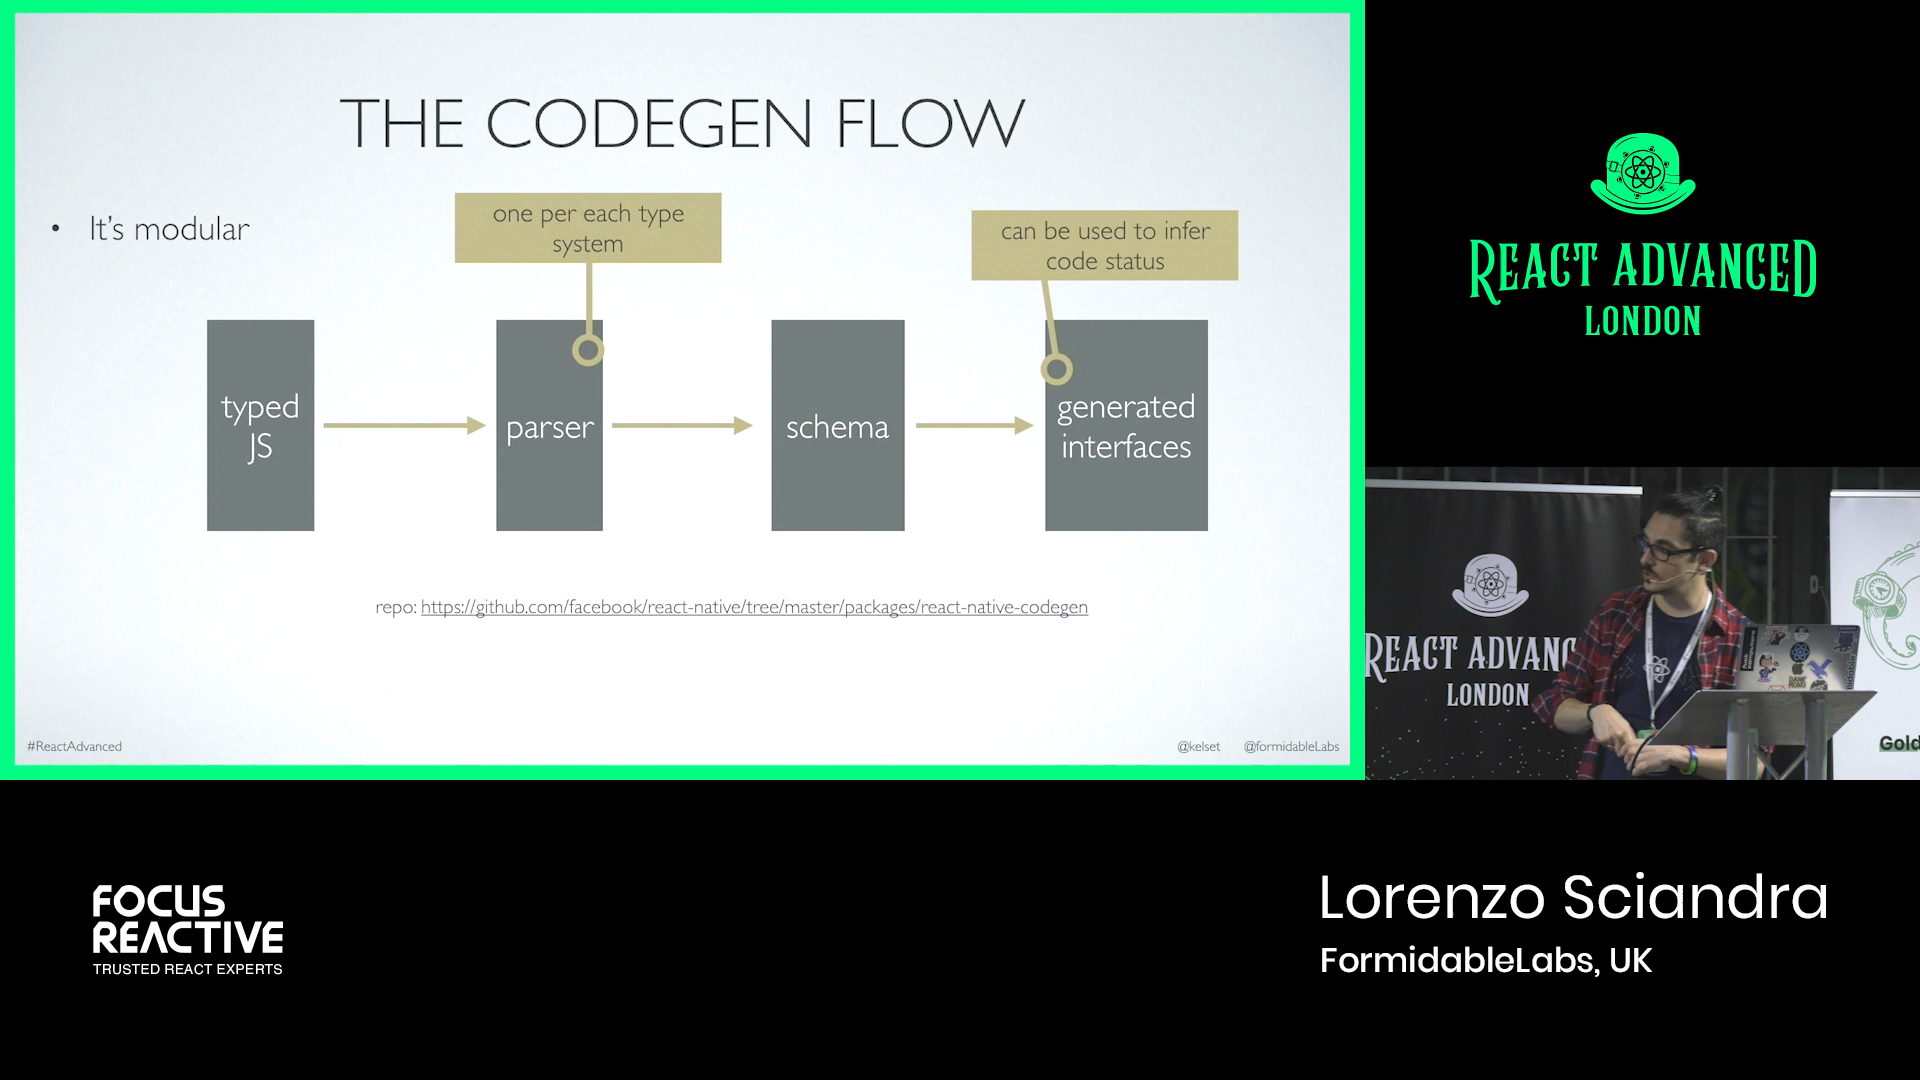 THE CODEGEN FLOW
• It's modular
one per each type
system
can be used to infer
code status
typed
JS
parser
schema
generated
interfaces
repo: https://github.com/facebook/react-native/tree/master/packages/react-native-codegen
#ReactAdvanced
@kelset
@formidableLabs
REACT ADVANCED
LONDON
REACT ADVANC
LONDON
Gold
FOCUS
REACTIVE
TRUSTED REACT EXPERTS
Lorenzo Sciandra
FormidableLabs, UK